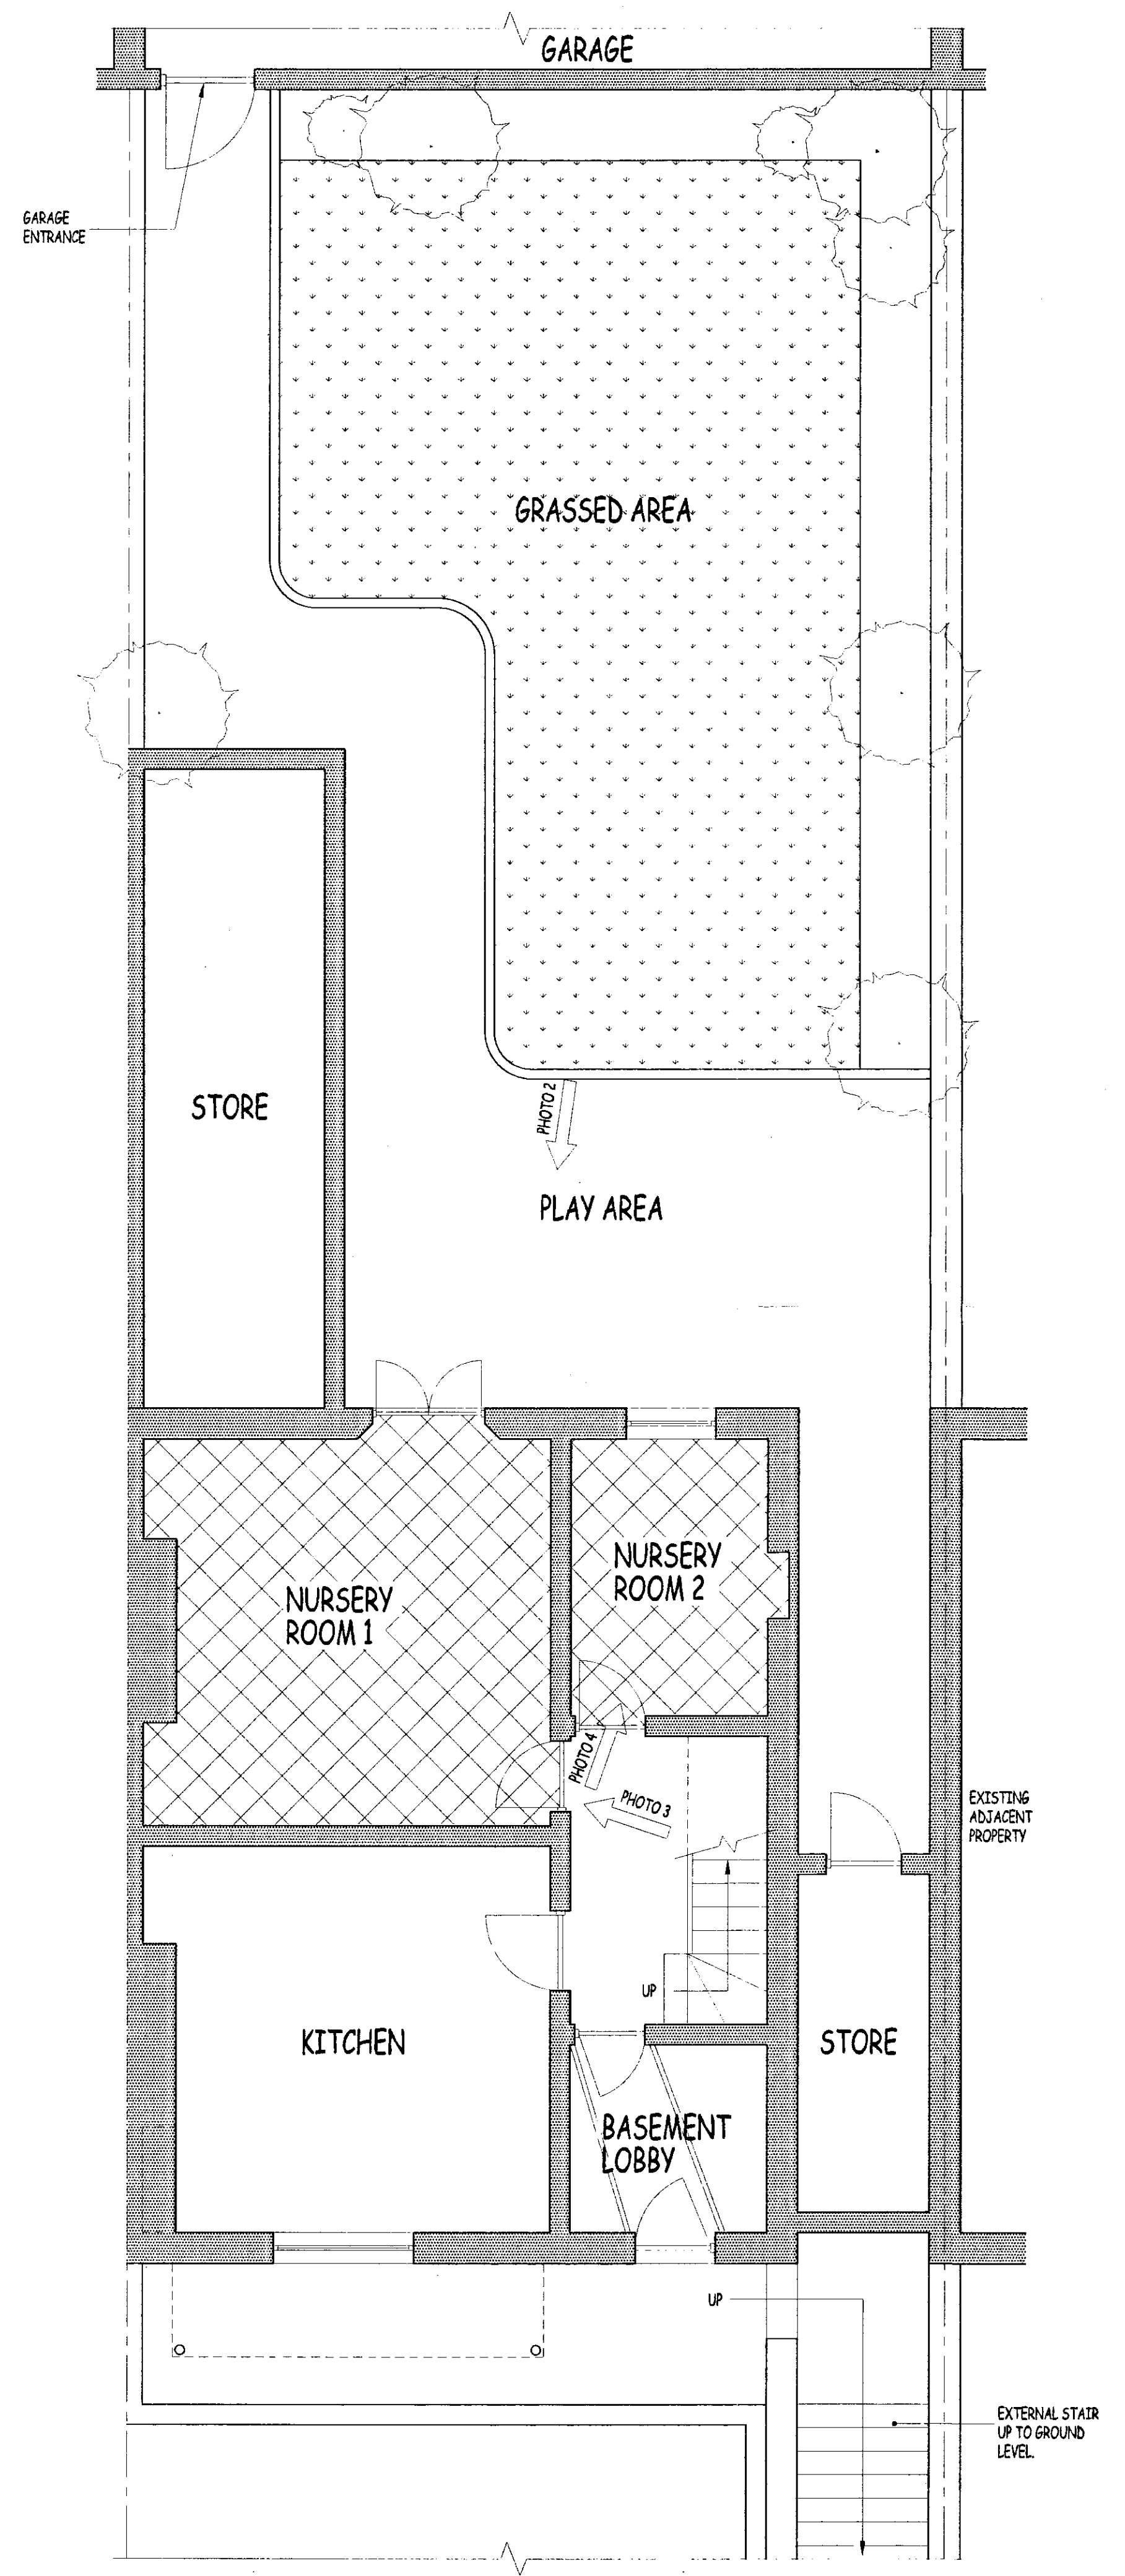 GARAGE
GARAGE
ENTRANCE
GRASSED AREA
STORE
PHOTO 2
PLAY AREA
NURSERY
ROOM 1
NURSERY
ROOM 2
PHOTO 4
PHOTO 3
EXISTING
ADJACENT
PROPERTY
UP
KITCHEN
STORE
BASEMENT
LOBBY
UP
EXTERNAL STAIR
UP TO GROUND
LEVEL.